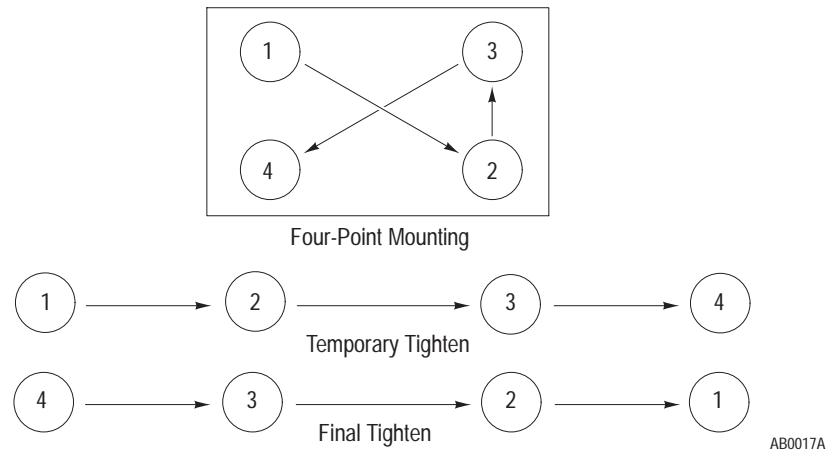 1 3
4 2
Four-Point Mounting
1 2 3 4
Temporary Tighten
4 3 2 1
Final Tighten
AB0017A